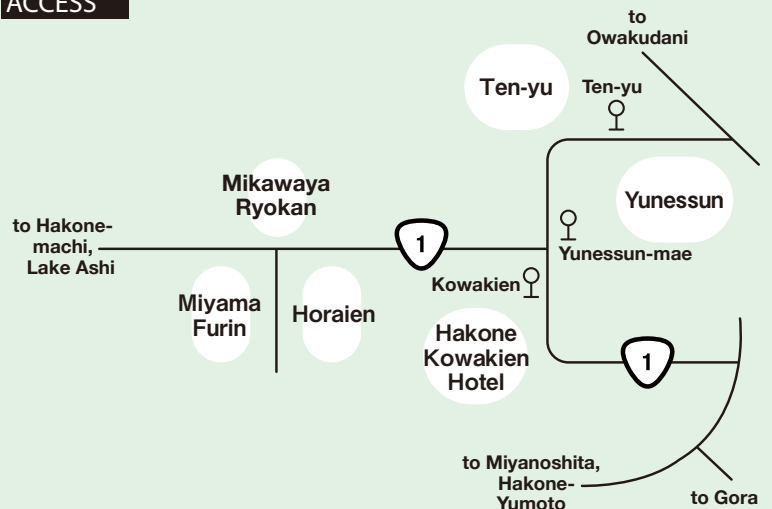 ACCESS
to
Owakudani
Ten-yu
Ten-yu
Mikawaya
Ryokan
Yunessun
to Hakone-
machi,
Lake Ashi
1
Yunessun-mae
Kowakien
Miyama
Furin
Horaien
Hakone
Kowakien
Hotel
1
to Miyanoshita,
Hakone-
Yumoto
to Gora